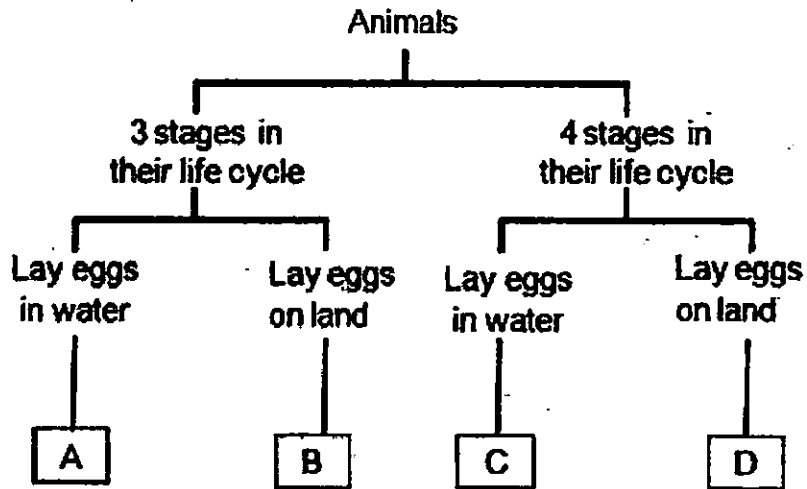 Animals
3 stages in
their life cycle
4 stages in
their life cycle
Lay eggs
in water
Lay eggs
on land
Lay eggs
in water
Lay eggs
on land
A
B
C
D